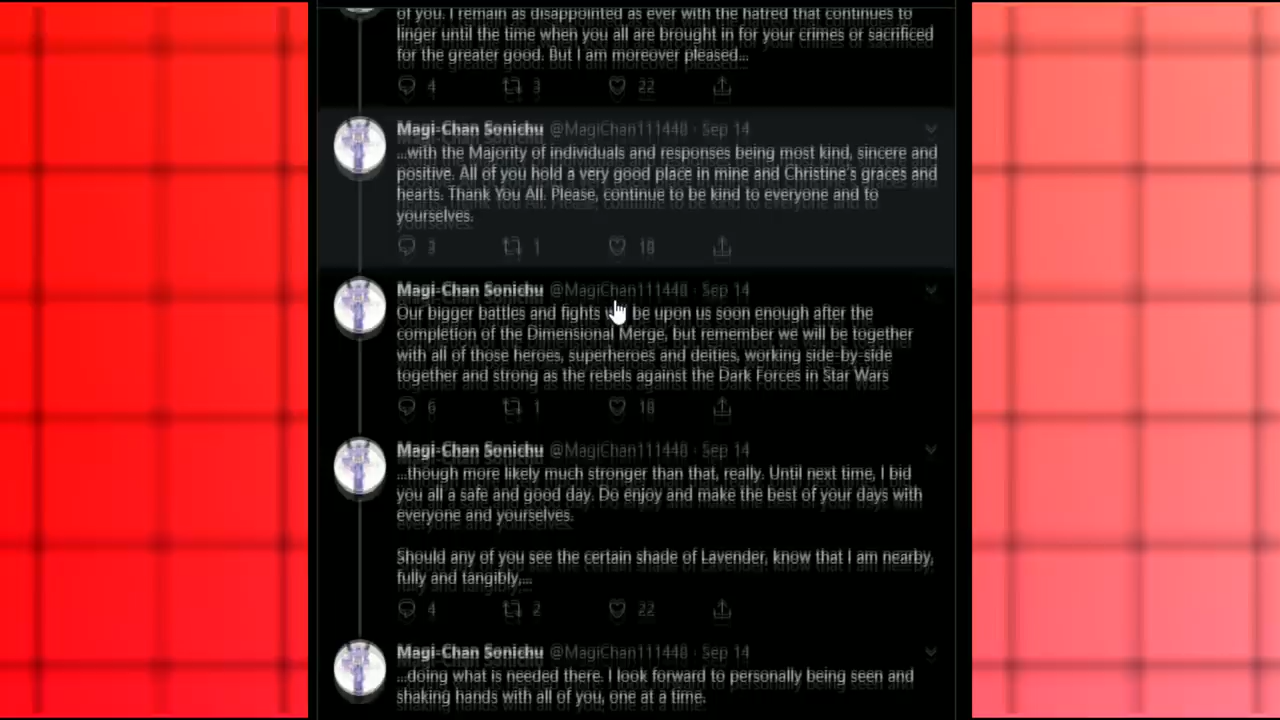 of you. I remain as disappointed as ever with the hatred that continues to
linger until the time when you all are brought in for your crimes or sacrificed
for the greater good. But I am moreover pleased...
4 3 22
Magi-Chan Sonichu @MagiChan111448 · Sep 14
...with the Majority of individuals and responses being most kind, sincere and
positive. All of you hold a very good place in mine and Christine's graces and
hearts. Thank You All. Please, continue to be kind to everyone and to
yourselves.
3 1 18
Magi-Chan Sonichu @MagiChan111448 · Sep 14
Our bigger battles and fights be upon us soon enough after the
completion of the Dimensional Merge, but remember we will be together
with all of those heroes, superheroes and deities, working side-by-side
together and strong as the rebels against the Dark Forces in Star Wars
6 1 18
Magi-Chan Sonichu @MagiChan111448 · Sep 14
...though more likely much stronger than that, really. Until next time, I bid
you all a safe and good day. Do enjoy and make the best of your days with
everyone and yourselves.
Should any of you see the certain shade of Lavender, know that I am nearby,
fully and tangibly,...
4 2 22
Magi-Chan Sonichu @MagiChan111448 · Sep 14
...doing what is needed there. I look forward to personally being seen and
shaking hands with all of you, one at a time.